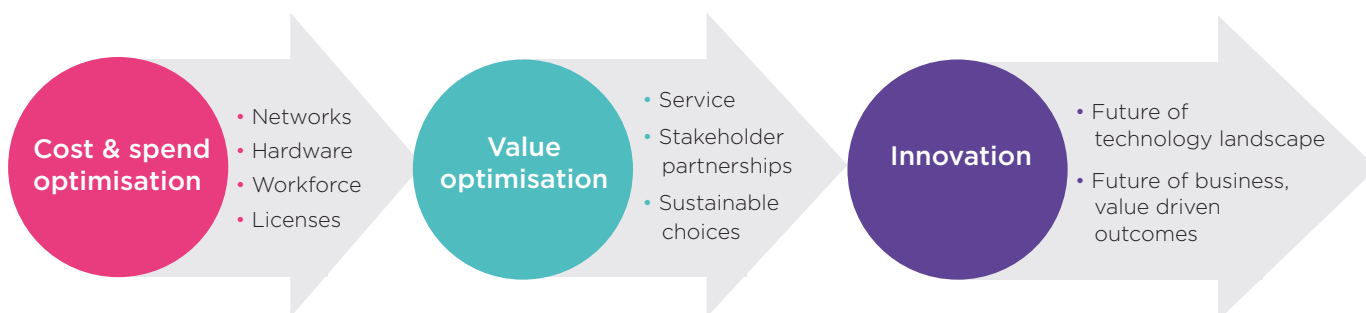 Cost & spend
optimisation
• Networks
• Hardware
• Workforce
• Licenses
Value
optimisation
• Service
• Stakeholder
partnerships
• Sustainable
choices
Innovation
• Future of
technology landscape
• Future of business,
value driven
outcomes